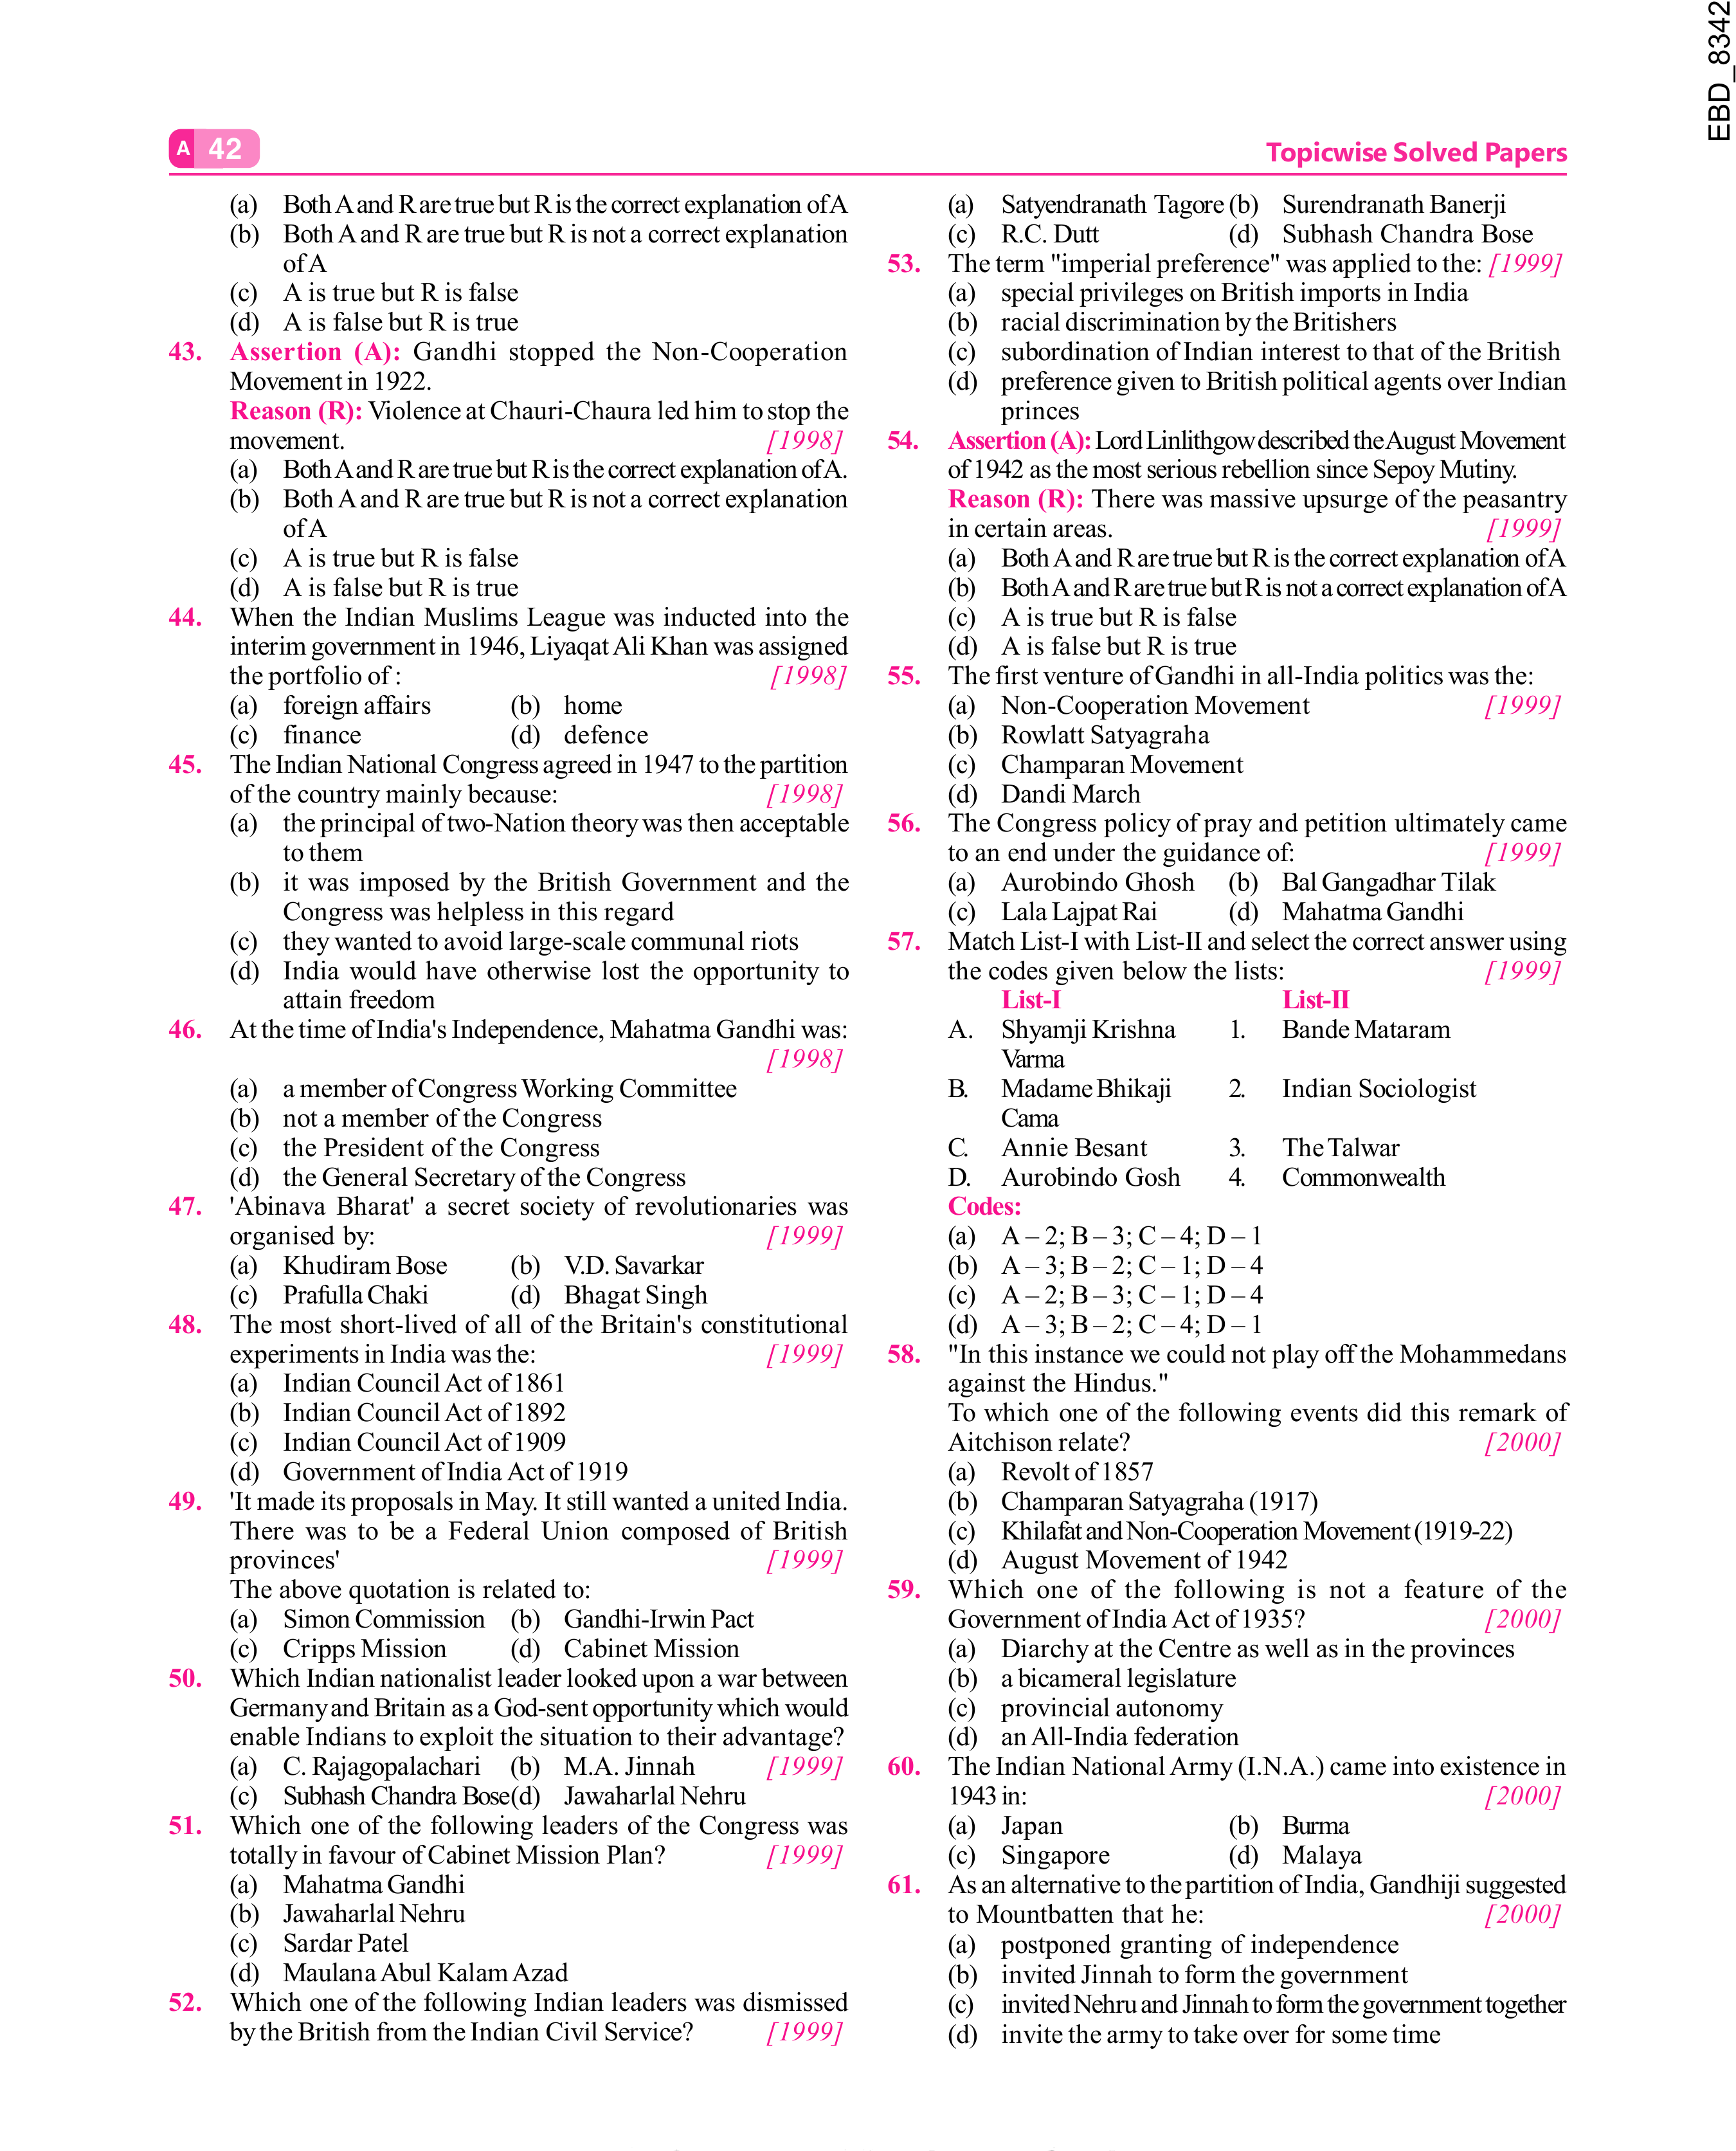 EBD_8342
A 42
Topicwise Solved Papers
(a) Both A and R are true but R is the correct explanation of A
(b) Both A and R are true but R is not a correct explanation
of A
(c) A is true but R is false
(d) A is false but R is true
43. Assertion (A): Gandhi stopped the Non-Cooperation
Movement in 1922.
Reason (R): Violence at Chauri-Chaura led him to stop the
movement. [1998]
(a) Both A and R are true but R is the correct explanation of A.
(b) Both A and R are true but R is not a correct explanation
of A
(c) A is true but R is false
(d) A is false but R is true
44. When the Indian Muslims League was inducted into the
interim government in 1946, Liyaqat Ali Khan was assigned
the portfolio of : [1998]
(a) foreign affairs (b) home
(c) finance (d) defence
45. The Indian National Congress agreed in 1947 to the partition
of the country mainly because: [1998]
(a) the principal of two-Nation theory was then acceptable
to them
(b) it was imposed by the British Government and the
Congress was helpless in this regard
(c) they wanted to avoid large-scale communal riots
(d) India would have otherwise lost the opportunity to
attain freedom
46. At the time of India's Independence, Mahatma Gandhi was:
[1998]
(a) a member of Congress Working Committee
(b) not a member of the Congress
(c) the President of the Congress
(d) the General Secretary of the Congress
47. 'Abinava Bharat' a secret society of revolutionaries was
organised by: [1999]
(a) Khudiram Bose (b) V.D. Savarkar
(c) Prafulla Chaki (d) Bhagat Singh
48. The most short-lived of all of the Britain's constitutional
experiments in India was the: [1999]
(a) Indian Council Act of 1861
(b) Indian Council Act of 1892
(c) Indian Council Act of 1909
(d) Government of India Act of 1919
49. 'It made its proposals in May. It still wanted a united India.
There was to be a Federal Union composed of British
provinces' [1999]
The above quotation is related to:
(a) Simon Commission (b) Gandhi-Irwin Pact
(c) Cripps Mission (d) Cabinet Mission
50. Which Indian nationalist leader looked upon a war between
Germany and Britain as a God-sent opportunity which would
enable Indians to exploit the situation to their advantage?
(a) C. Rajagopalachari (b) M.A. Jinnah [1999]
(c) Subhash Chandra Bose (d) Jawaharlal Nehru
51. Which one of the following leaders of the Congress was
totally in favour of Cabinet Mission Plan? [1999]
(a) Mahatma Gandhi
(b) Jawaharlal Nehru
(c) Sardar Patel
(d) Maulana Abul Kalam Azad
52. Which one of the following Indian leaders was dismissed
by the British from the Indian Civil Service? [1999]
(a) Satyendranath Tagore (b) Surendranath Banerji
(c) R.C. Dutt (d) Subhash Chandra Bose
53. The term "imperial preference" was applied to the: [1999]
(a) special privileges on British imports in India
(b) racial discrimination by the Britishers
(c) subordination of Indian interest to that of the British
(d) preference given to British political agents over Indian
princes
54. Assertion (A): Lord Linlithgow described the August Movement
of 1942 as the most serious rebellion since Sepoy Mutiny.
Reason (R): There was massive upsurge of the peasantry
in certain areas. [1999]
(a) Both A and R are true but R is the correct explanation of A
(b) Both A and R are true but R is not a correct explanation of A
(c) A is true but R is false
(d) A is false but R is true
55. The first venture of Gandhi in all-India politics was the:
(a) Non-Cooperation Movement [1999]
(b) Rowlatt Satyagraha
(c) Champaran Movement
(d) Dandi March
56. The Congress policy of pray and petition ultimately came
to an end under the guidance of: [1999]
(a) Aurobindo Ghosh (b) Bal Gangadhar Tilak
(c) Lala Lajpat Rai (d) Mahatma Gandhi
57. Match List-I with List-II and select the correct answer using
the codes given below the lists: [1999]
List-I List-II
A. Shyamji Krishna 1. Bande Mataram
Varma
B. Madame Bhikaji 2. Indian Sociologist
Cama
C. Annie Besant 3. The Talwar
D. Aurobindo Gosh 4. Commonwealth
Codes:
(a) A – 2; B – 3; C – 4; D – 1
(b) A – 3; B – 2; C – 1; D – 4
(c) A – 2; B – 3; C – 1; D – 4
(d) A – 3; B – 2; C – 4; D – 1
58. "In this instance we could not play off the Mohammedans
against the Hindus."
To which one of the following events did this remark of
Aitchison relate? [2000]
(a) Revolt of 1857
(b) Champaran Satyagraha (1917)
(c) Khilafat and Non-Cooperation Movement (1919-22)
(d) August Movement of 1942
59. Which one of the following is not a feature of the
Government of India Act of 1935? [2000]
(a) Diarchy at the Centre as well as in the provinces
(b) a bicameral legislature
(c) provincial autonomy
(d) an All-India federation
60. The Indian National Army (I.N.A.) came into existence in
1943 in: [2000]
(a) Japan (b) Burma
(c) Singapore (d) Malaya
61. As an alternative to the partition of India, Gandhiji suggested
to Mountbatten that he: [2000]
(a) postponed granting of independence
(b) invited Jinnah to form the government
(c) invited Nehru and Jinnah to form the government together
(d) invite the army to take over for some time